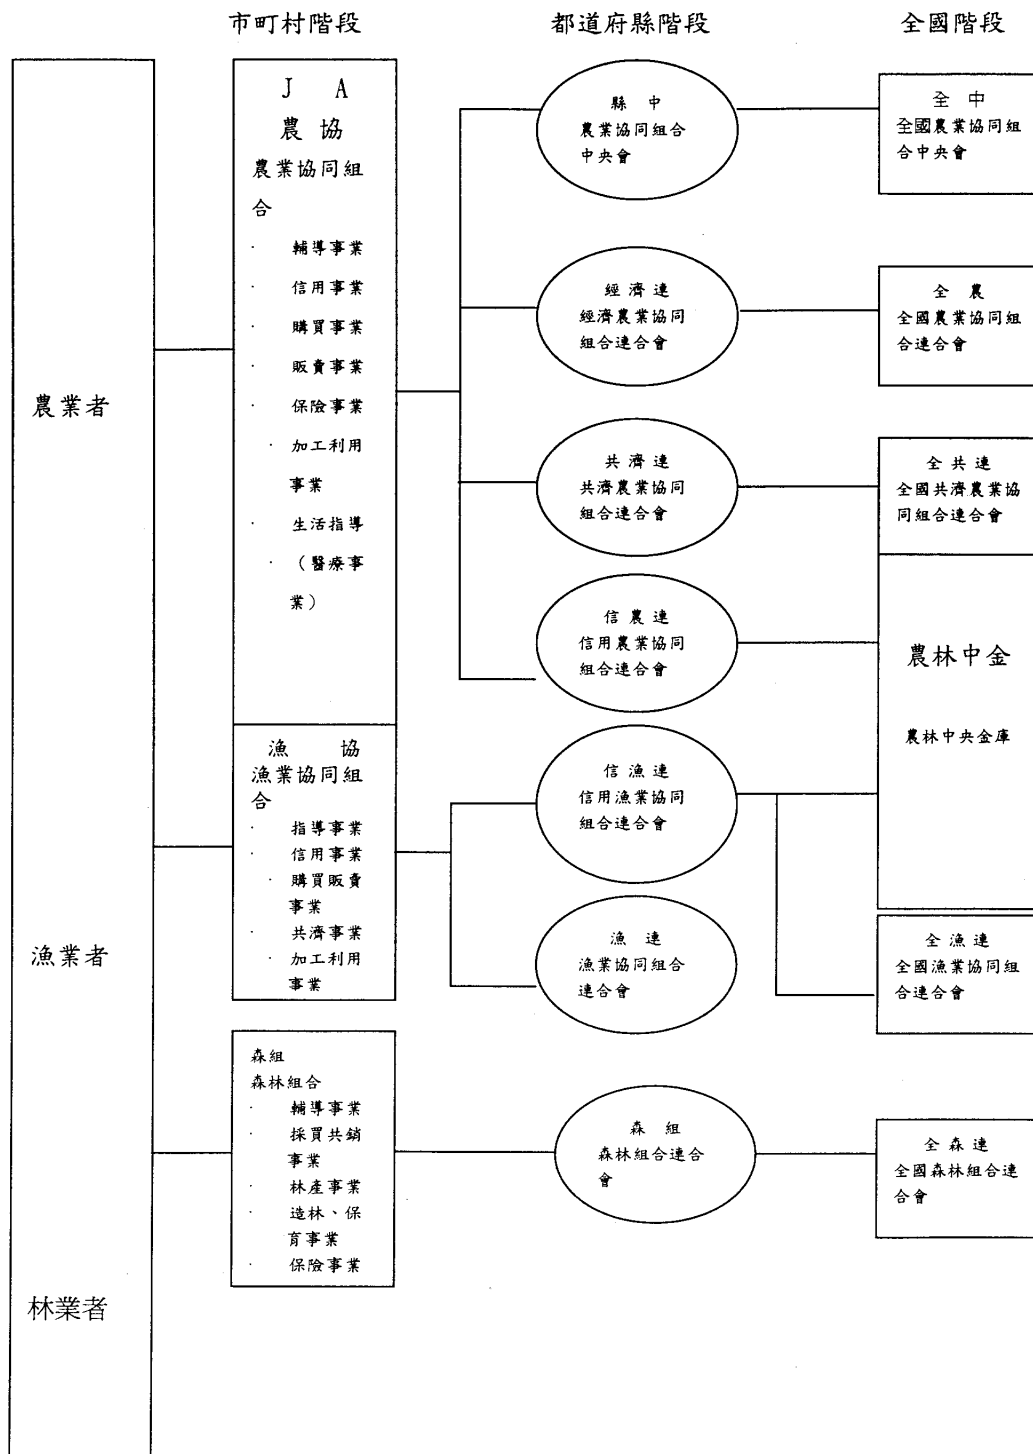 市町村階段
都道府縣階段
全國階段
農業者
漁業者
林業者
J A
農 協
農業協同組
合
· 輔導事業
· 信用事業
· 購買事業
· 販賣事業
· 保險事業
· 加工利用
事業
· 生活指導
· （醫療事
業）
漁 協
漁業協同組
合
· 指導事業
· 信用事業
· 購買販賣
事業
· 共濟事業
· 加工利用
事業
森組
森林組合
· 輔導事業
· 採買共銷
事業
· 林產事業
· 造林、保
育事業
· 保險事業
縣 中
農業協同組合
中央會
經濟連
經濟農業協同
組合連合會
共濟連
共濟農業協同
組合連合會
信農連
信用農業協同
組合連合會
信漁連
信用漁業協同
組合連合會
漁 連
漁業協同組合
連合會
森 組
森林組合連合
會
全 中
全國農業協同組
合中央會
全 農
全國農業協同組
合連合會
全共連
全國共濟農業協
同組合連合會
農林中金
農林中央金庫
全漁連
全國漁業協同組
合連合會
全森連
全國森林組合連
合會